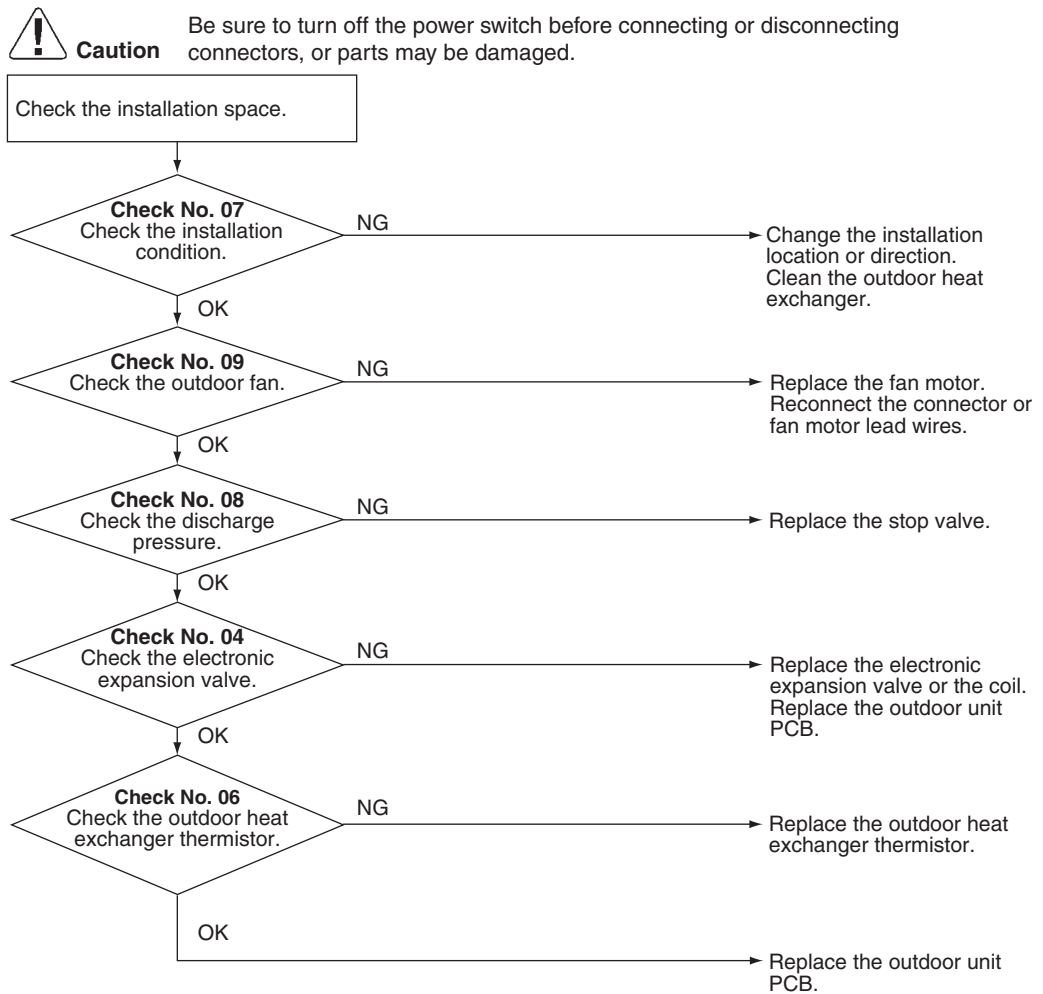 Be sure to turn off the power switch before connecting or disconnecting
Caution connectors, or parts may be damaged.
Check the installation space.
Check No. 07
Check the installation
condition.
NG
Change the installation
location or direction.
Clean the outdoor heat
exchanger.
OK
Check No. 09
Check the outdoor fan.
NG
Replace the fan motor.
Reconnect the connector or
fan motor lead wires.
OK
Check No. 08
Check the discharge
pressure.
NG
Replace the stop valve.
OK
Check No. 04
Check the electronic
expansion valve.
NG
Replace the electronic
expansion valve or the coil.
Replace the outdoor unit
PCB.
OK
Check No. 06
Check the outdoor heat
exchanger thermistor.
NG
Replace the outdoor heat
exchanger thermistor.
OK
Replace the outdoor unit
PCB.